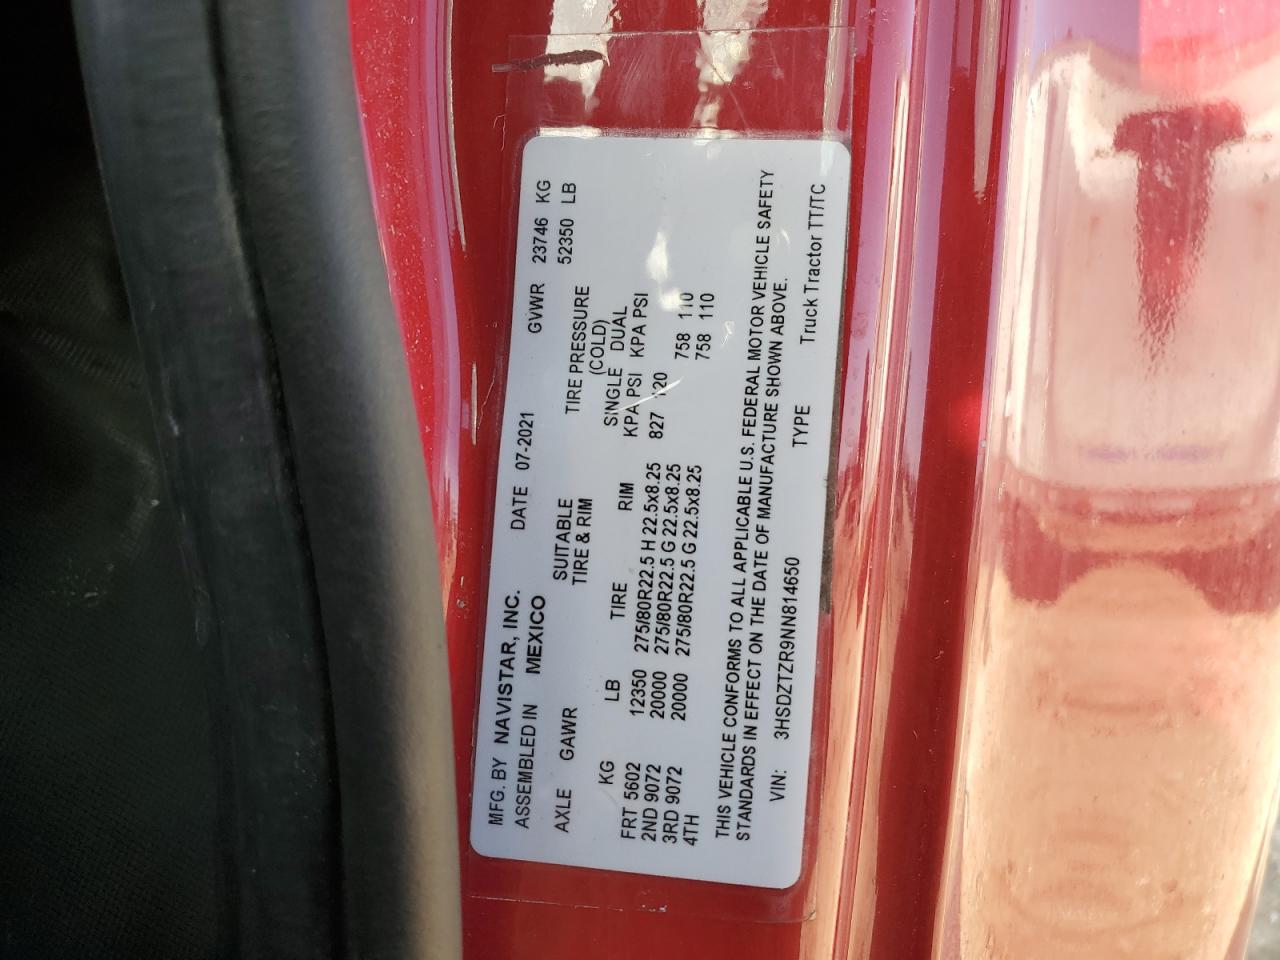 MFG. BY NAVISTAR, INC. DATE 07-2021 GVWR 23746 KG
ASSEMBLED IN MEXICO 52350 LB
AXLE GAWR SUITABLE TIRE PRESSURE
TIRE & RIM (COLD)
SINGLE DUAL
KG LB TIRE RIM KPA PSI KPA PSI
FRT 5602 12350 275/80R22.5 H 22.5x8.25 827 120
2ND 9072 20000 275/80R22.5 G 22.5x8.25 758 110
3RD 9072 20000 275/80R22.5 G 22.5x8.25 758 110
4TH
THIS VEHICLE CONFORMS TO ALL APPLICABLE U.S. FEDERAL MOTOR VEHICLE SAFETY
STANDARDS IN EFFECT ON THE DATE OF MANUFACTURE SHOWN ABOVE.
VIN: 3HSDZTZR9NN814650 TYPE Truck Tractor TT/TC